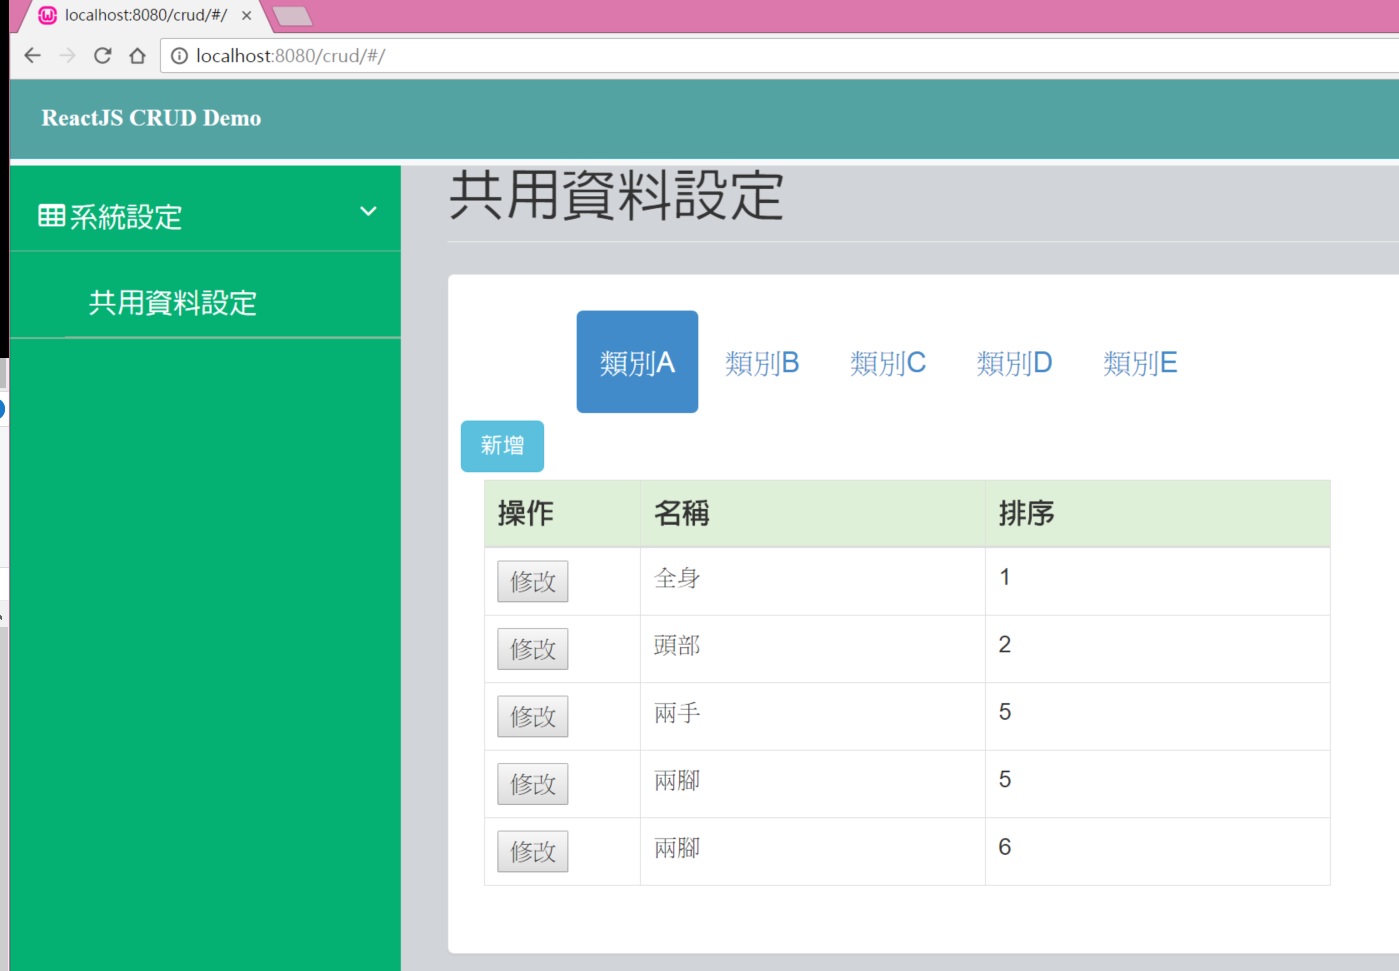 localhost:8080/crud/#/
localhost:8080/crud/#/
ReactJS CRUD Demo
系統設定
共用資料設定
共用資料設定
類別A 類別B 類別C 類別D 類別E
新增
操作 名稱 排序
修改 全身 1
修改 頭部 2
修改 兩手 5
修改 兩腳 5
修改 兩腳 6